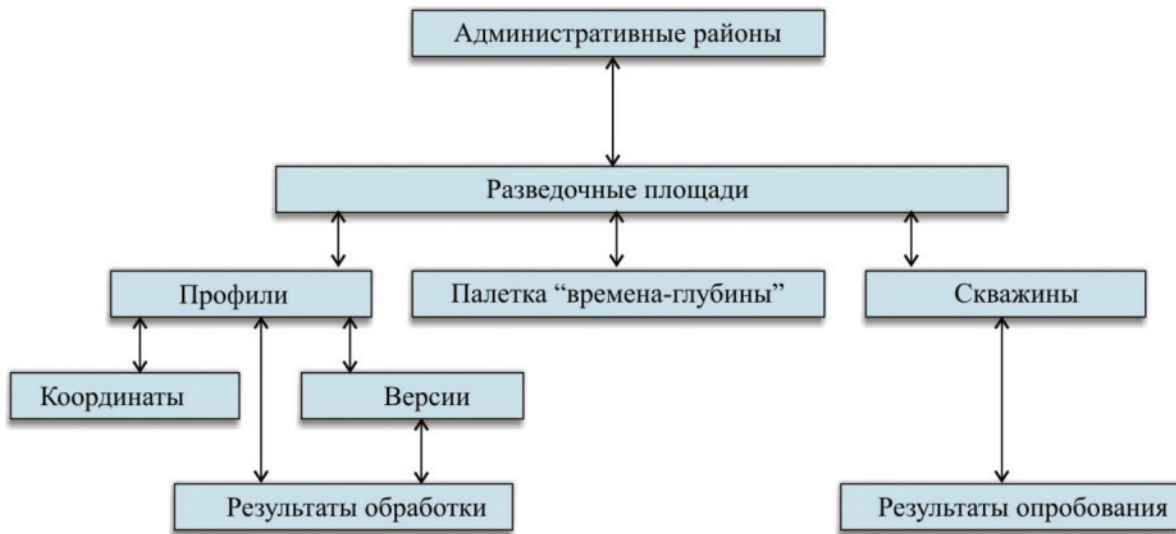 Административные районы
Разведочные площади
Профили
Палетка “времена-глубины”
Скважины
Координаты
Версии
Результаты обработки
Результаты опробования